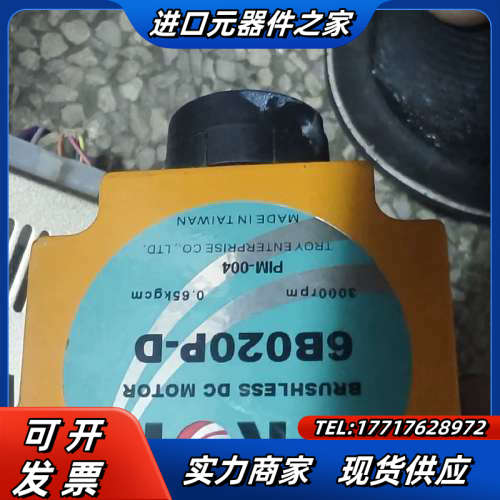 进口元器件之家
MADE IN TAIWAN
TROY ENTERPRISE CO., LTD.
PIM-004
3000rpm 0.65kgcm
6B020P-D
BRUSHLESS DC MOTOR
可开
发票
TEL:17717628972
实力商家 现货供应